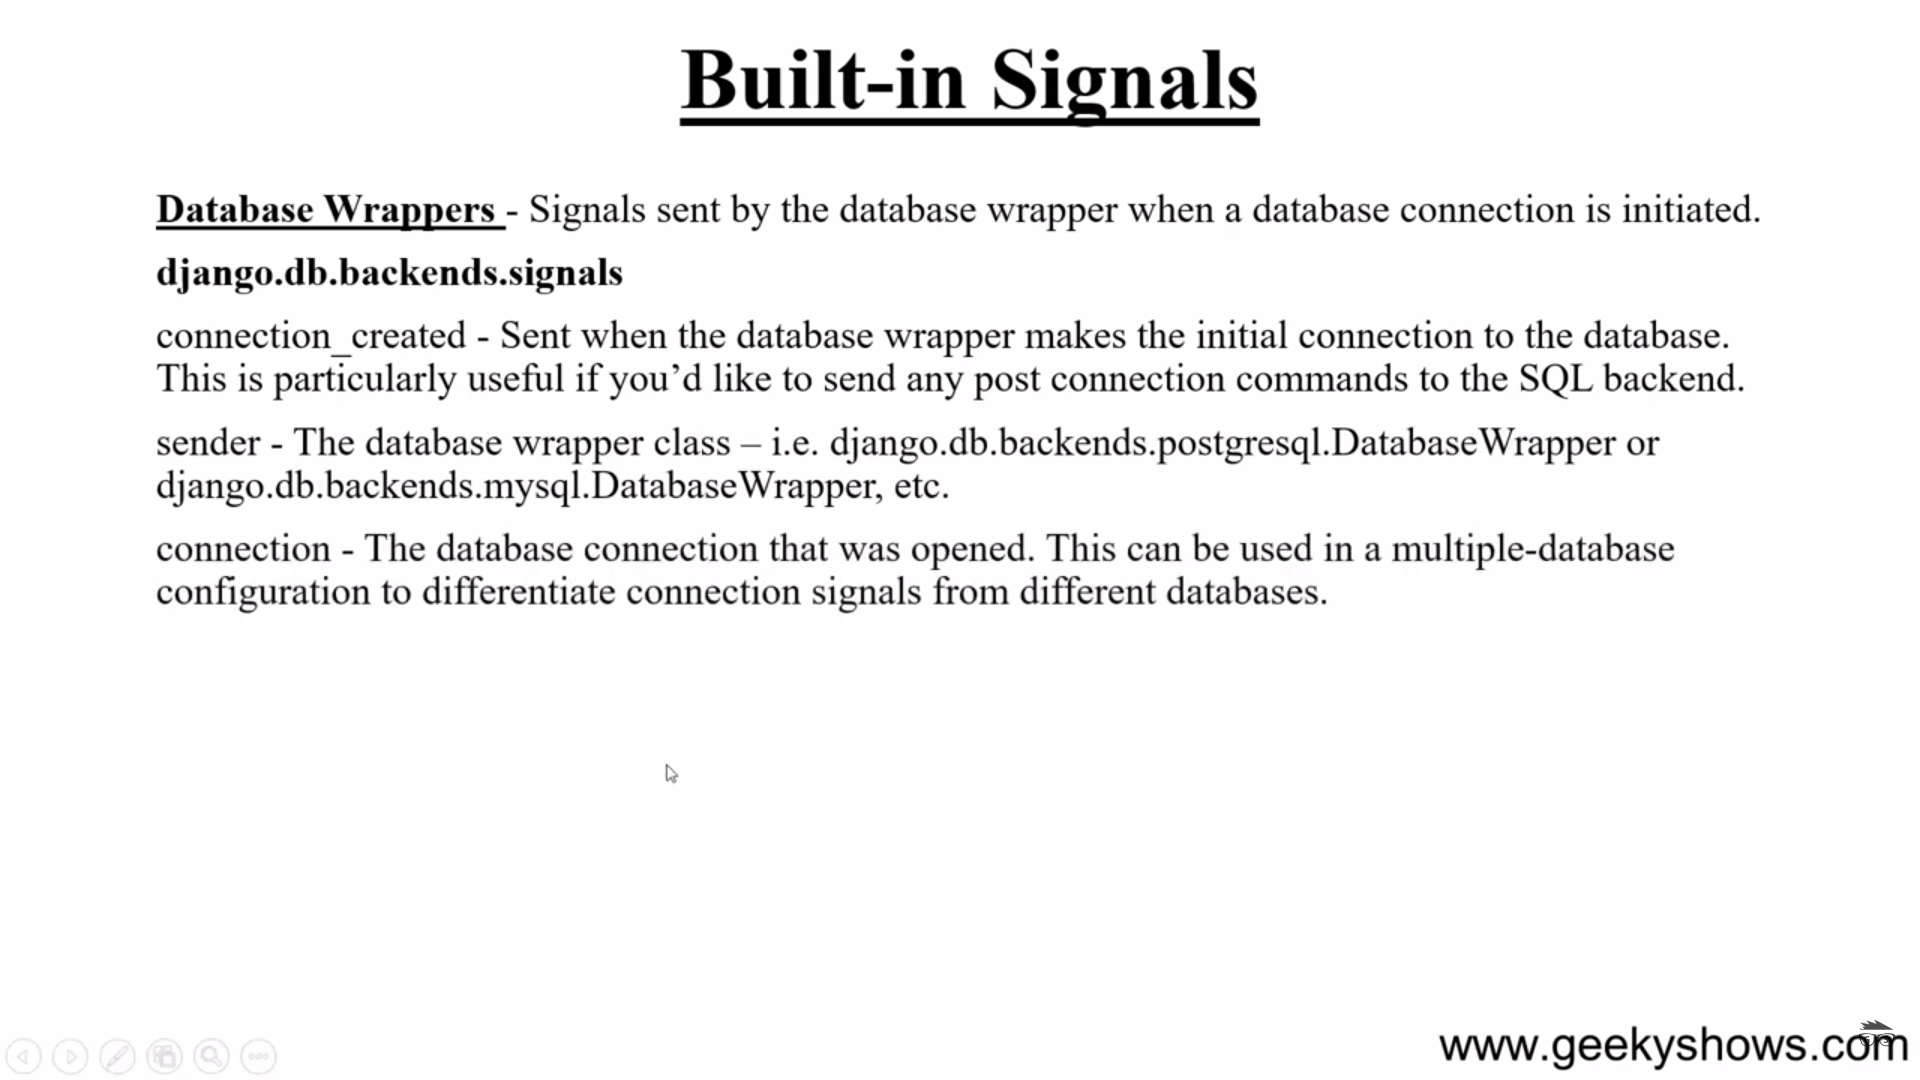 Built-in Signals
Database Wrappers - Signals sent by the database wrapper when a database connection is initiated.
django.db.backends.signals
connection_created - Sent when the database wrapper makes the initial connection to the database.
This is particularly useful if you’d like to send any post connection commands to the SQL backend.
sender - The database wrapper class – i.e. django.db.backends.postgresql.DatabaseWrapper or
django.db.backends.mysql.DatabaseWrapper, etc.
connection - The database connection that was opened. This can be used in a multiple-database
configuration to differentiate connection signals from different databases.
www.geekyshows.com